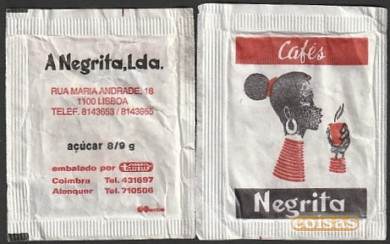 A Negrita, Lda.
RUA MARIA ANDRADE, 18
1100 LISBOA
TELEF. 8143653 / 8143655
açúcar 8/9 g
embalado por
Coimbra Tel. 431697
Alenquer Tel. 710506
Cafés
Negrita
coisas